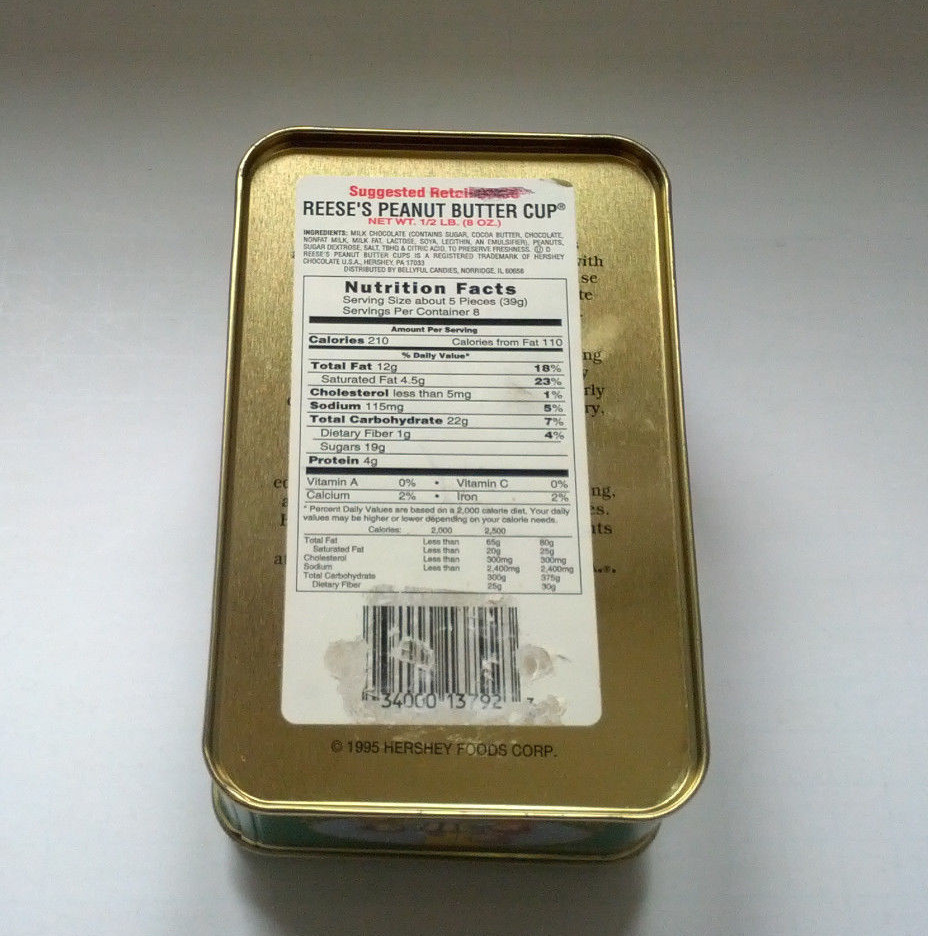 Suggested Retail
REESE'S PEANUT BUTTER CUP®
NET WT. 1/2 LB. (8 OZ.)
INGREDIENTS: MILK CHOCOLATE (CONTAINS SUGAR, COCOA BUTTER, CHOCOLATE,
NONFAT MILK, MILK FAT, LACTOSE, SOYA, LECITHIN, AN EMULSIFIER), PEANUTS,
SUGAR DEXTROSE, SALT, TBHQ & CITRIC ACID, TO PRESERVE FRESHNESS. Ⓤ D
REESE'S PEANUT BUTTER CUPS IS A REGISTERED TRADEMARK OF HERSHEY
CHOCOLATE U.S.A., HERSHEY, PA 17033
DISTRIBUTED BY BELLYFUL CANDIES, NORRIDGE, IL 60656
Nutrition Facts
Serving Size about 5 Pieces (39g)
Servings Per Container 8
Amount Per Serving
Calories 210 Calories from Fat 110
% Daily Value*
Total Fat 12g 18%
Saturated Fat 4.5g 23%
Cholesterol less than 5mg 1%
Sodium 115mg 5%
Total Carbohydrate 22g 7%
Dietary Fiber 1g 4%
Sugars 19g
Protein 4g
Vitamin A 0% • Vitamin C 0%
Calcium 2% • Iron 2%
* Percent Daily Values are based on a 2,000 calorie diet. Your daily
values may be higher or lower depending on your calorie needs.
Calories: 2,000 2,500
Total Fat Less than 65g 80g
Saturated Fat Less than 20g 25g
Cholesterol Less than 300mg 300mg
Sodium Less than 2,400mg 2,400mg
Total Carbohydrate 300g 375g
Dietary Fiber 25g 30g
34000 13792
© 1995 HERSHEY FOODS CORP.